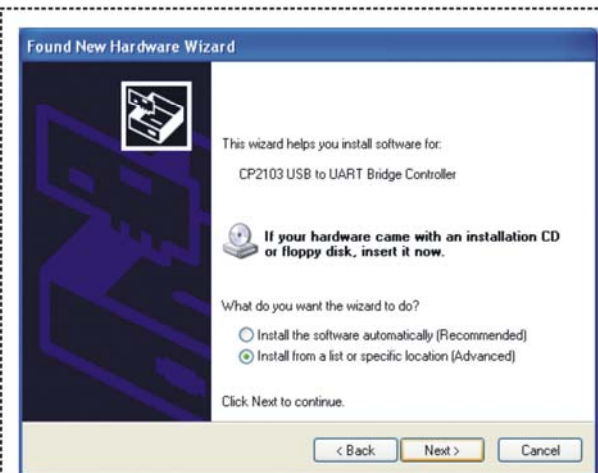 Found New Hardware Wizard
This wizard helps you install software for:
CP2103 USB to UART Bridge Controller
If your hardware came with an installation CD
or floppy disk, insert it now.
What do you want the wizard to do?
Install the software automatically (Recommended)
Install from a list or specific location (Advanced)
Click Next to continue.
< Back
Next >
Cancel